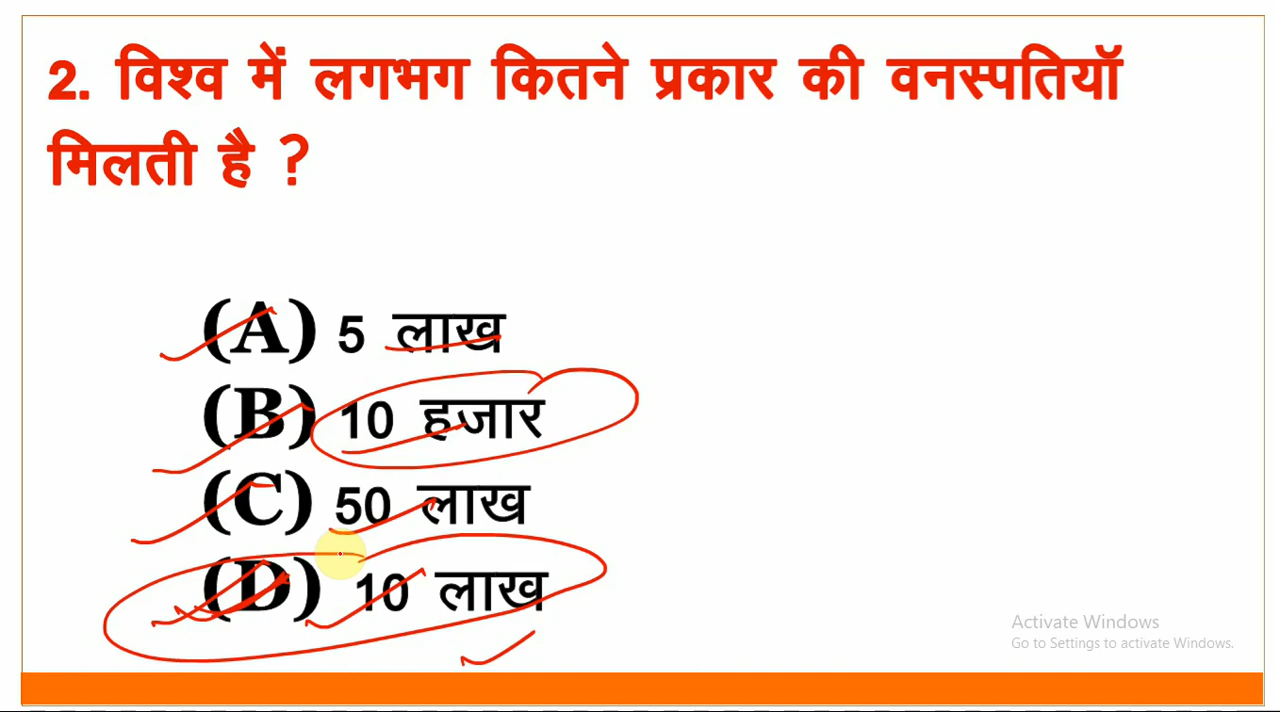 2. विश्व में लगभग कितने प्रकार की वनस्पतियॉ
मिलती है ?
(A) 5 लाख
(B) 10 हजार
(C) 50 लाख
(D) 10 लाख
Activate Windows
Go to Settings to activate Windows.